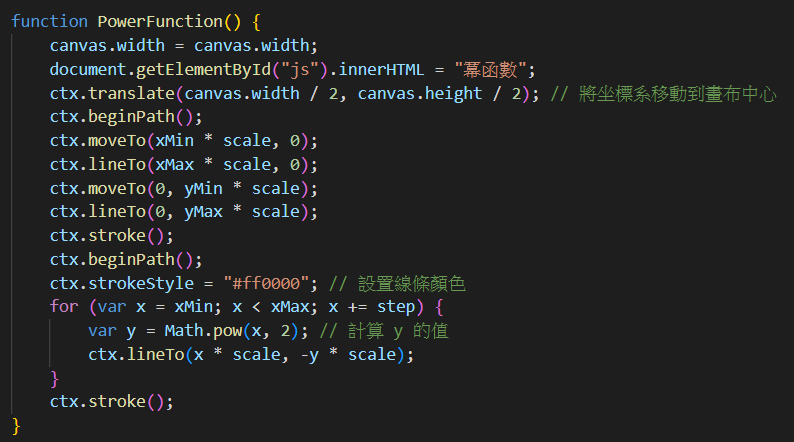 function PowerFunction() {
    canvas.width = canvas.width;
    document.getElementById("js").innerHTML = "冪函數";
    ctx.translate(canvas.width / 2, canvas.height / 2); // 將坐標系移動到畫布中心
    ctx.beginPath();
    ctx.moveTo(xMin * scale, 0);
    ctx.lineTo(xMax * scale, 0);
    ctx.moveTo(0, yMin * scale);
    ctx.lineTo(0, yMax * scale);
    ctx.stroke();
    ctx.beginPath();
    ctx.strokeStyle = "#ff0000"; // 設置線條顏色
    for (var x = xMin; x < xMax; x += step) {
        var y = Math.pow(x, 2); // 計算 y 的值
        ctx.lineTo(x * scale, -y * scale);
    }
    ctx.stroke();
}